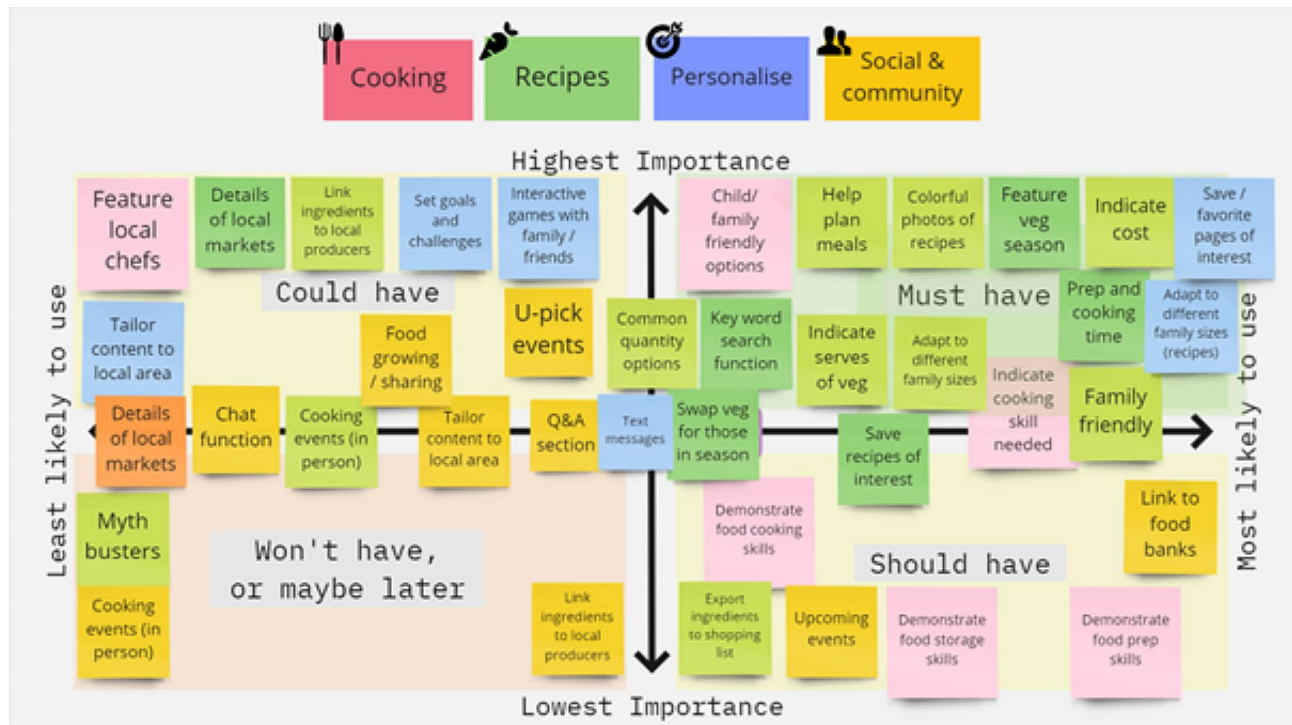 Cooking
Recipes
Personalise
Social &
community
Highest Importance
Feature
local
chefs
Details
of local
markets
Link
ingredients
to local
producers
Set goals
and
challenges
Interactive
games with
family /
friends
Child/
family
friendly
options
Help
plan
meals
Colorful
photos of
recipes
Feature
veg
season
Indicate
cost
Save /
favorite
pages of
interest
Could have
Must have
Tailor
content to
local area
Food
growing
/ sharing
U-pick
events
Common
quantity
options
Key word
search
function
Indicate
serves
of veg
Adapt to
different
family sizes
Prep and
cooking
time
Adapt to
different
family sizes
(recipes)
Indicate
cooking
skill
needed
Family
friendly
Least likely to use
Most likely to use
Details
of local
markets
Chat
function
Cooking
events (in
person)
Tailor
content to
local area
Q&A
section
Text
messages
Swap veg
for those
in season
Save
recipes of
interest
Myth
busters
Won't have,
or maybe later
Demonstrate
food cooking
skills
Should have
Link to
food
banks
Cooking
events (in
person)
Link
ingredients
to local
producers
Export
ingredients
to shopping
list
Upcoming
events
Demonstrate
food storage
skills
Demonstrate
food prep
skills
Lowest Importance